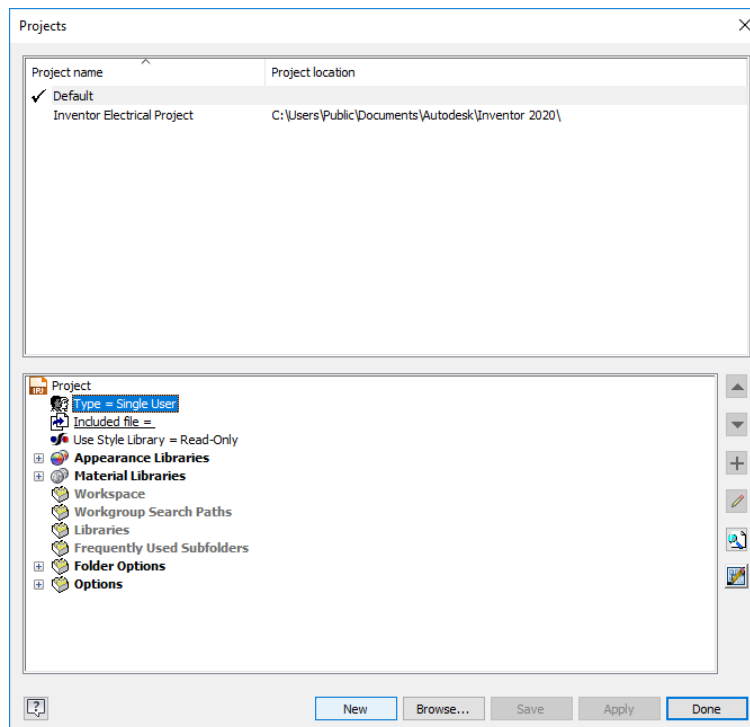 Projects
Project name Project location
Default
Inventor Electrical Project C:\Users\Public\Documents\Autodesk\Inventor 2020\
IPJ Project
Type = Single User
Included file =
Use Style Library = Read-Only
Appearance Libraries
Material Libraries
Workspace
Workgroup Search Paths
Libraries
Frequently Used Subfolders
Folder Options
Options
New Browse... Save Apply Done